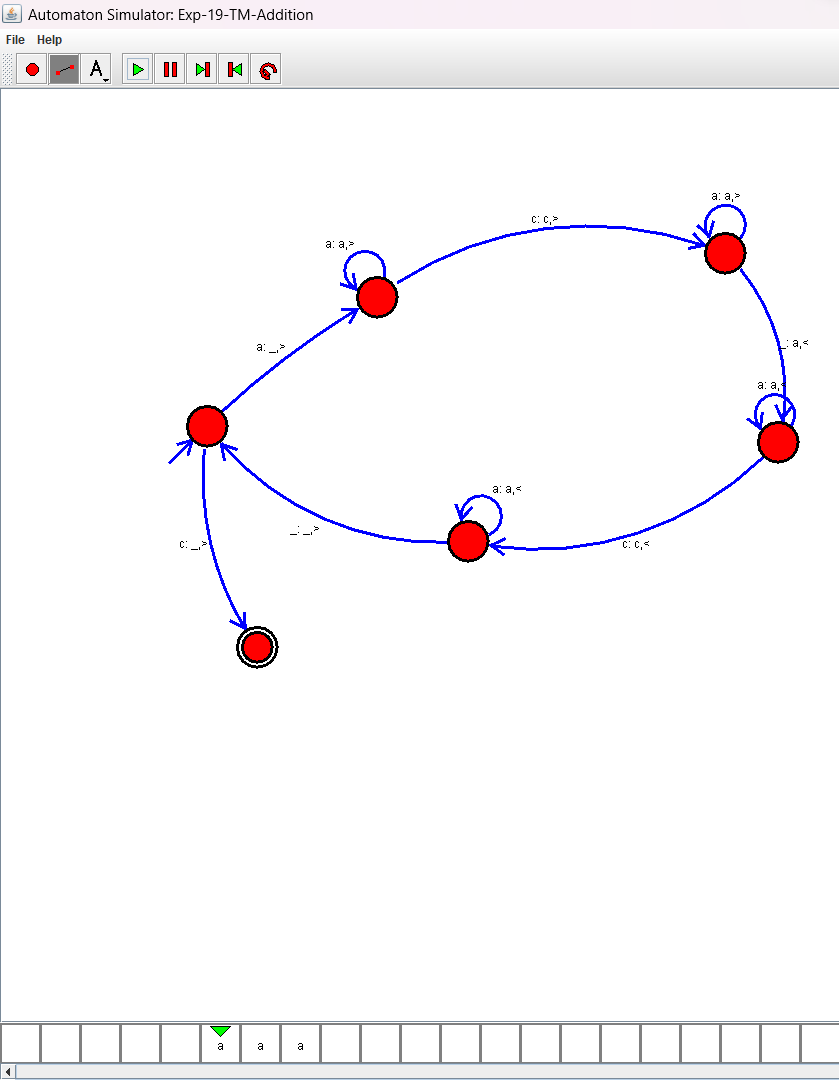 Automaton Simulator: Exp-19-TM-Addition
File Help
A
a: a,>
c: c,>
a: a,>
a: _,>
_: a,<
a: a,
a: a,<
_: _,>
c: _,>
c: c,<
a a a